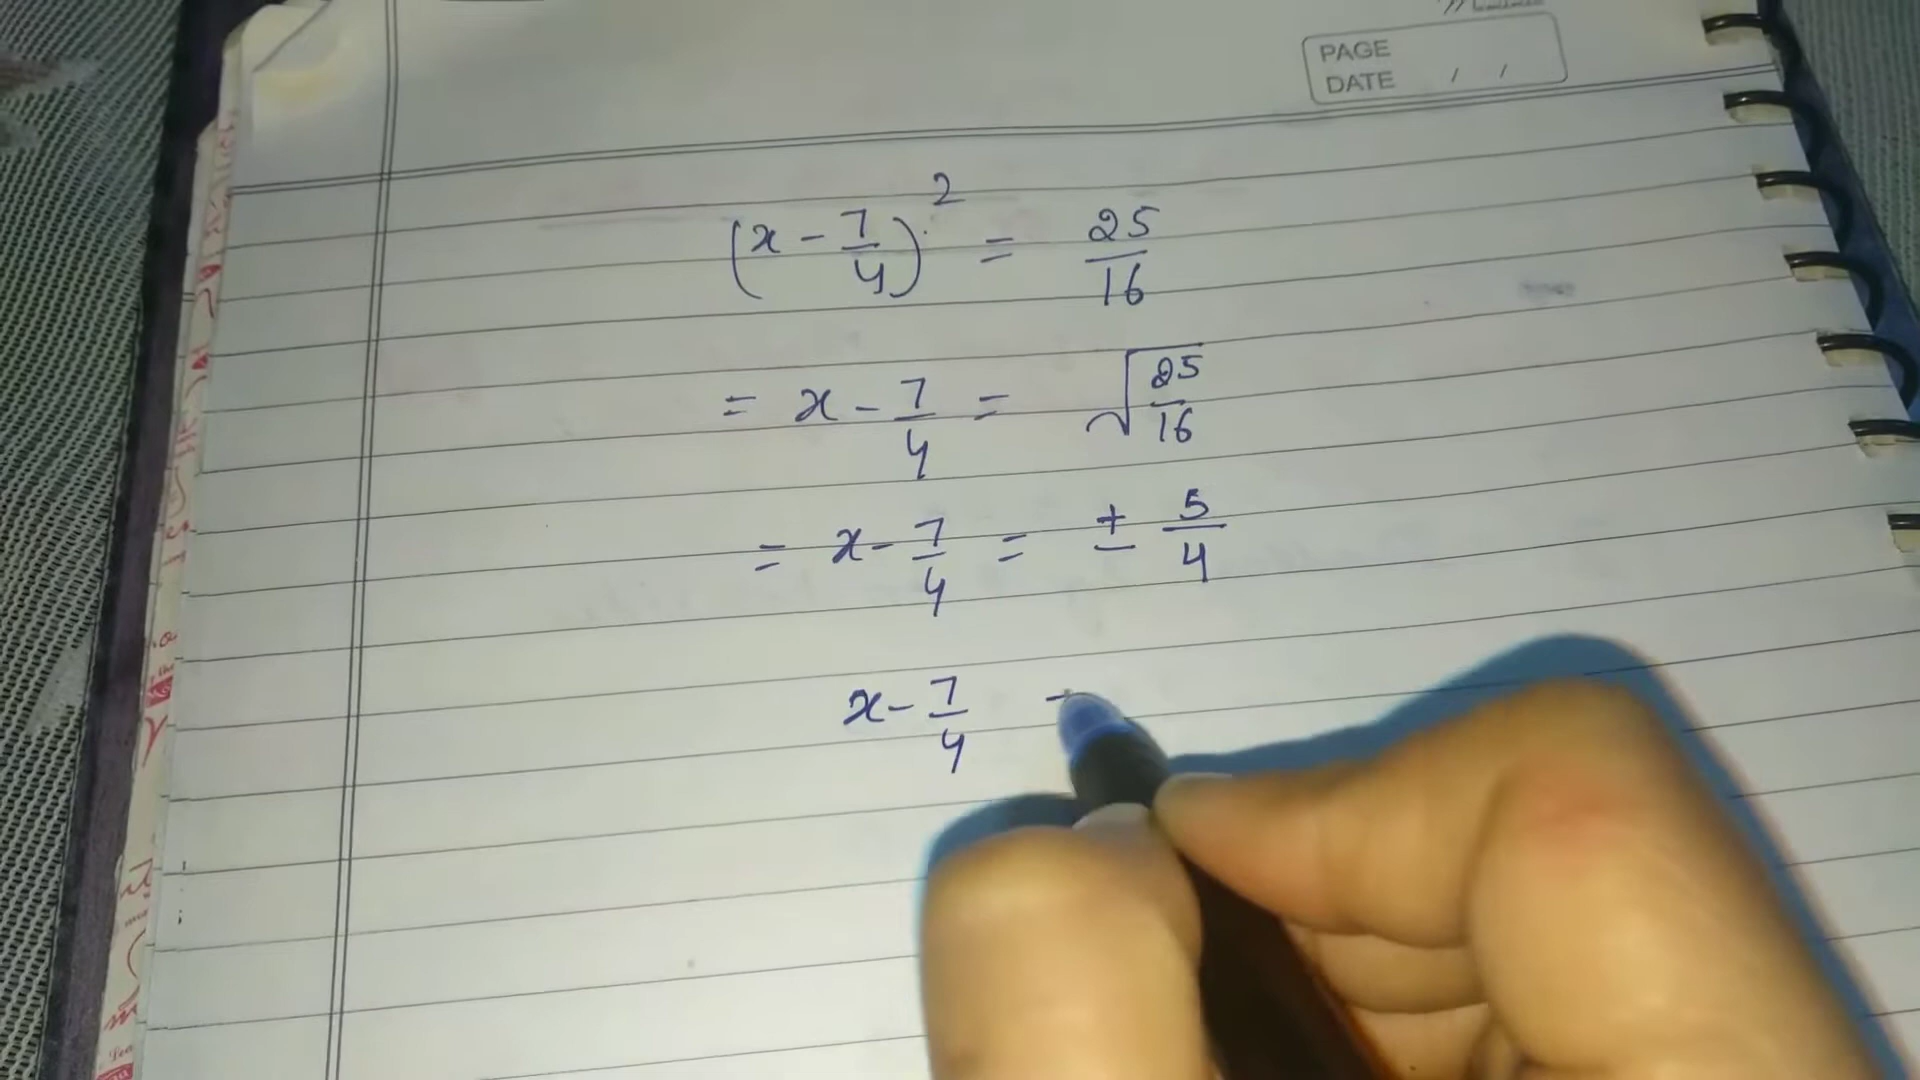 PAGE
DATE / /
(x - 7/4)² = 25/16
= x - 7/4 = √(25/16)
= x - 7/4 = ± 5/4
x - 7/4